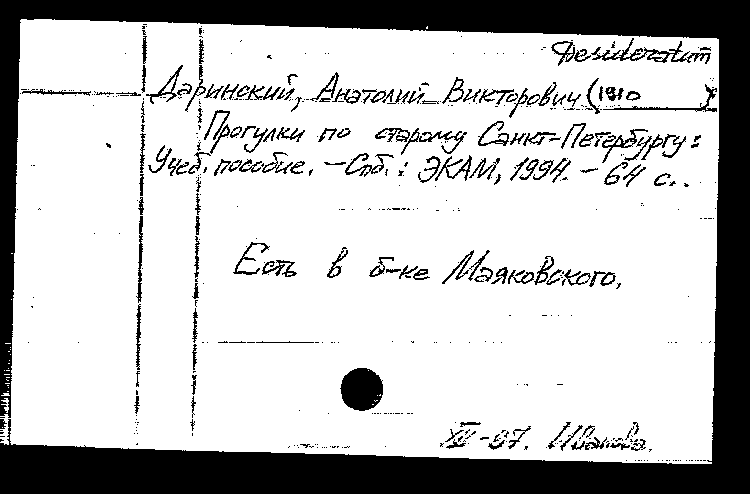 Desideratum
Даринский, Анатолий Викторович (1910 )
Прогулки по старому Санкт-Петербургу:
Учеб. пособие. – Спб.: ЭКАМ, 1994. – 64 с..
Есть в б-ке Маяковского.
XII-97. Иванова.